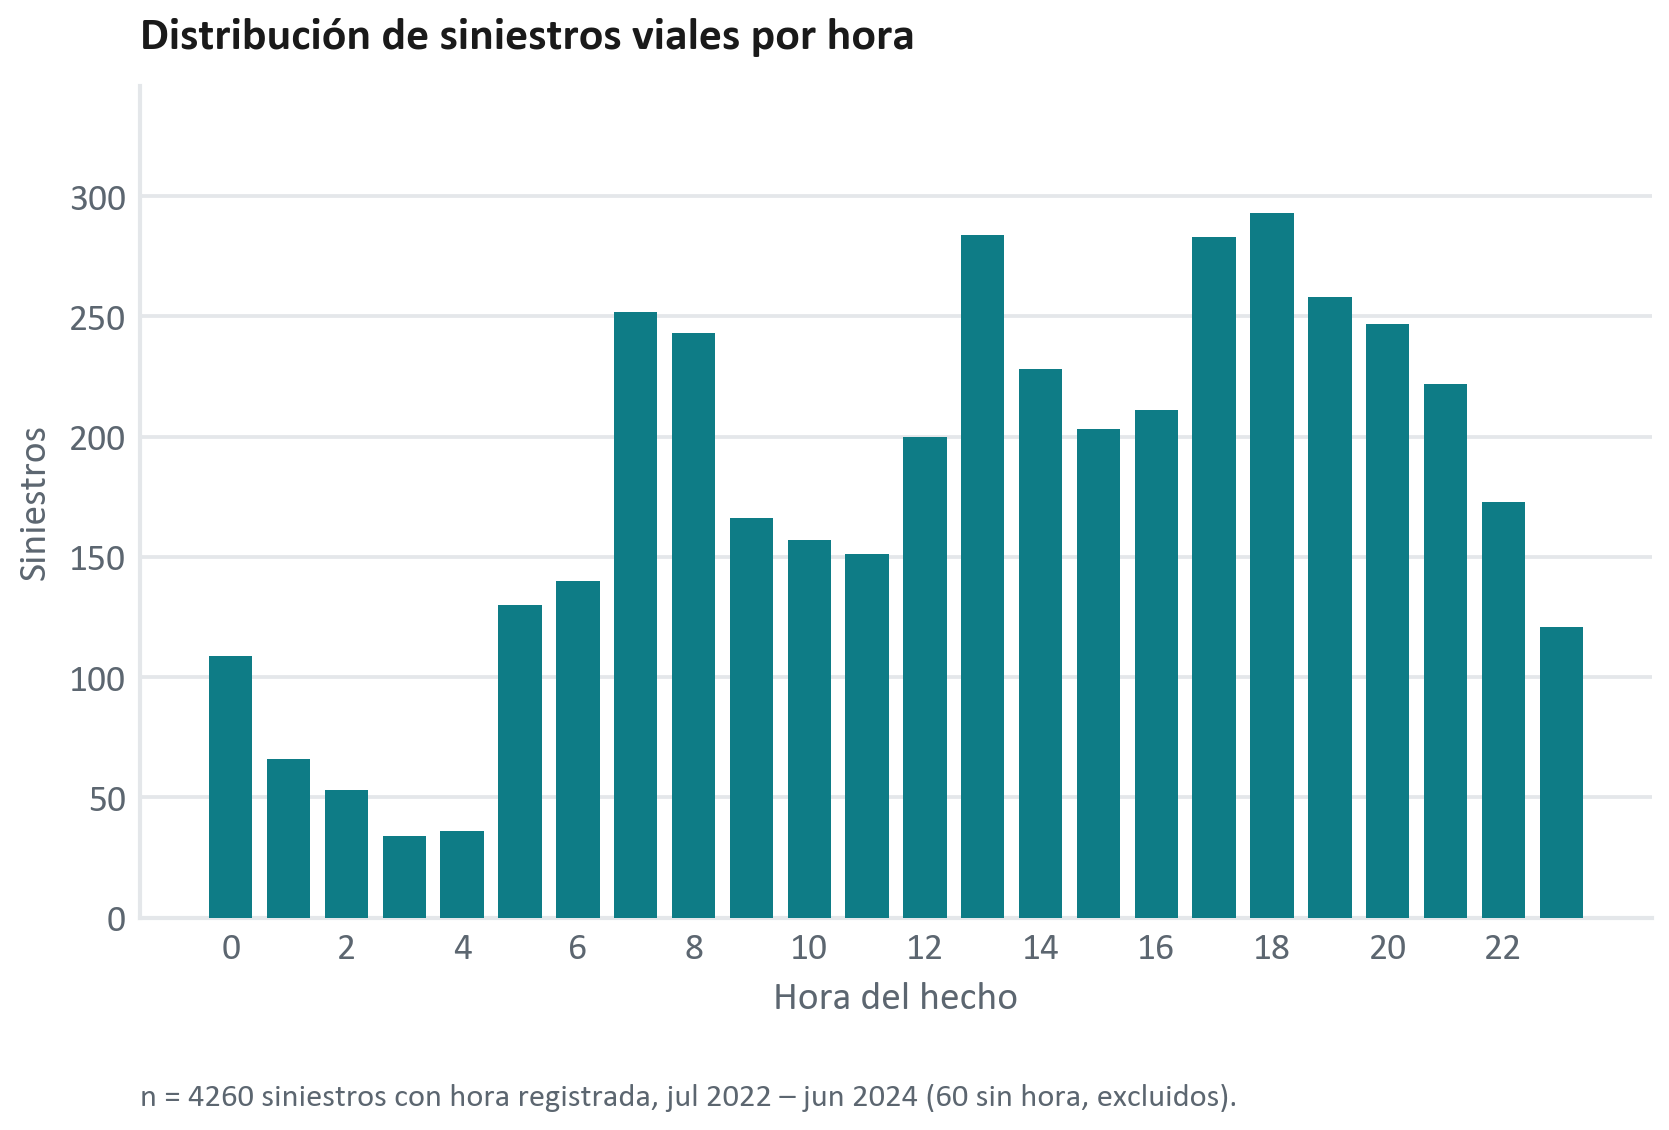 Distribución de siniestros viales por hora
Siniestros
300
250
200
150
100
50
0
0 2 4 6 8 10 12 14 16 18 20 22
Hora del hecho
n = 4260 siniestros con hora registrada, jul 2022 – jun 2024 (60 sin hora, excluidos).